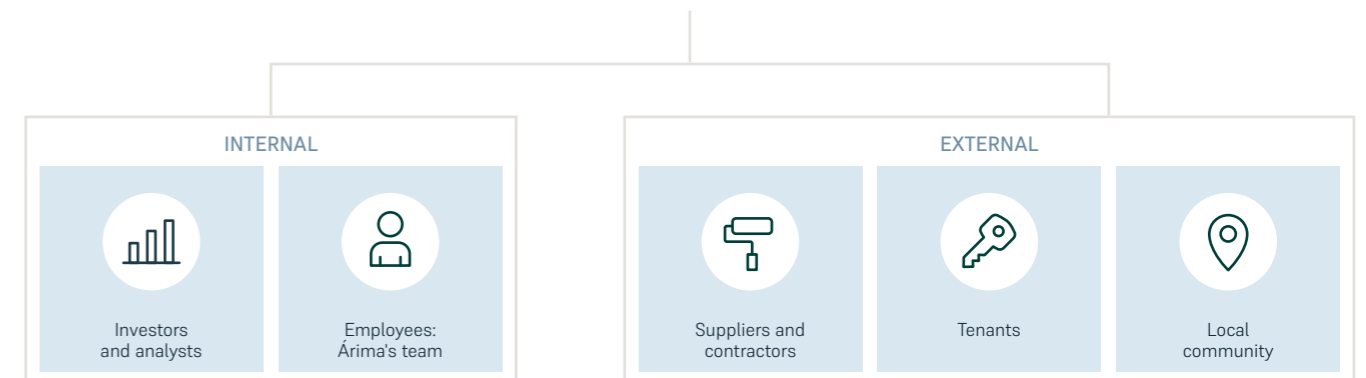 INTERNAL
Investors
and analysts
Employees:
Árima's team
EXTERNAL
Suppliers and
contractors
Tenants
Local
community